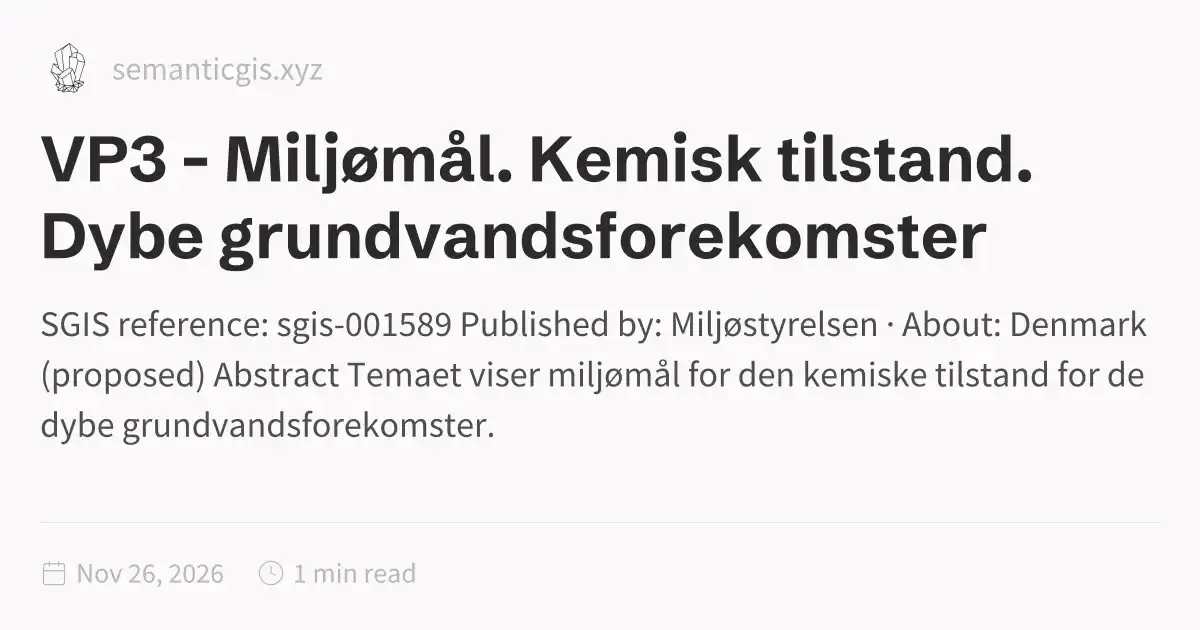 semanticgis.xyz
VP3 - Miljømål. Kemisk tilstand.
Dybe grundvandsforekomster
SGIS reference: sgis-001589 Published by: Miljøstyrelsen · About: Denmark
(proposed) Abstract Temaet viser miljømål for den kemiske tilstand for de
dybe grundvandsforekomster.
Nov 26, 2026 1 min read